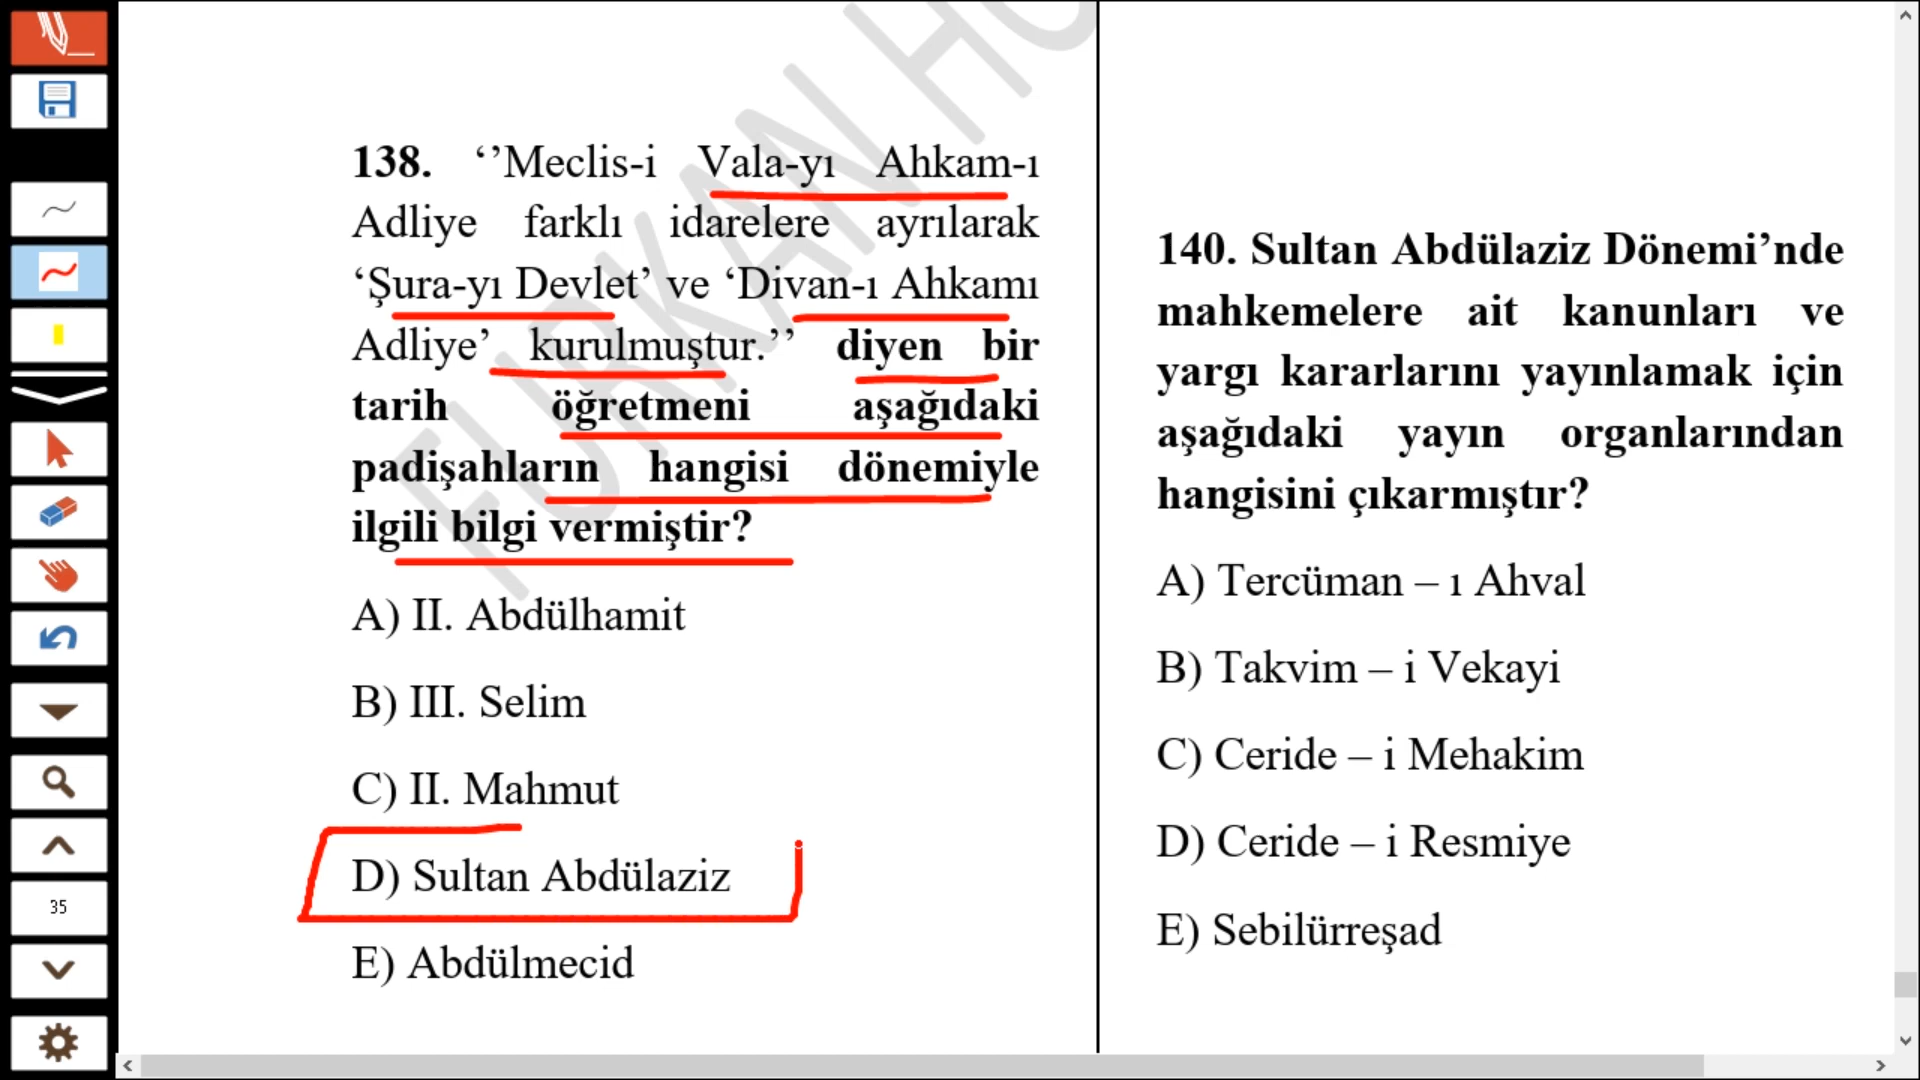 138. ‘’Meclis-i Vala-yı Ahkam-ı
Adliye farklı idarelere ayrılarak
‘Şura-yı Devlet’ ve ‘Divan-ı Ahkamı
Adliye’ kurulmuştur.’’ diyen bir
tarih öğretmeni aşağıdaki
padişahların hangisi dönemiyle
ilgili bilgi vermiştir?
A) II. Abdülhamit
B) III. Selim
C) II. Mahmut
D) Sultan Abdülaziz
E) Abdülmecid
140. Sultan Abdülaziz Dönemi’nde
mahkemelere ait kanunları ve
yargı kararlarını yayınlamak için
aşağıdaki yayın organlarından
hangisini çıkarmıştır?
A) Tercüman – ı Ahval
B) Takvim – i Vekayi
C) Ceride – i Mehakim
D) Ceride – i Resmiye
E) Sebilürreşad
FURKAN HO
35